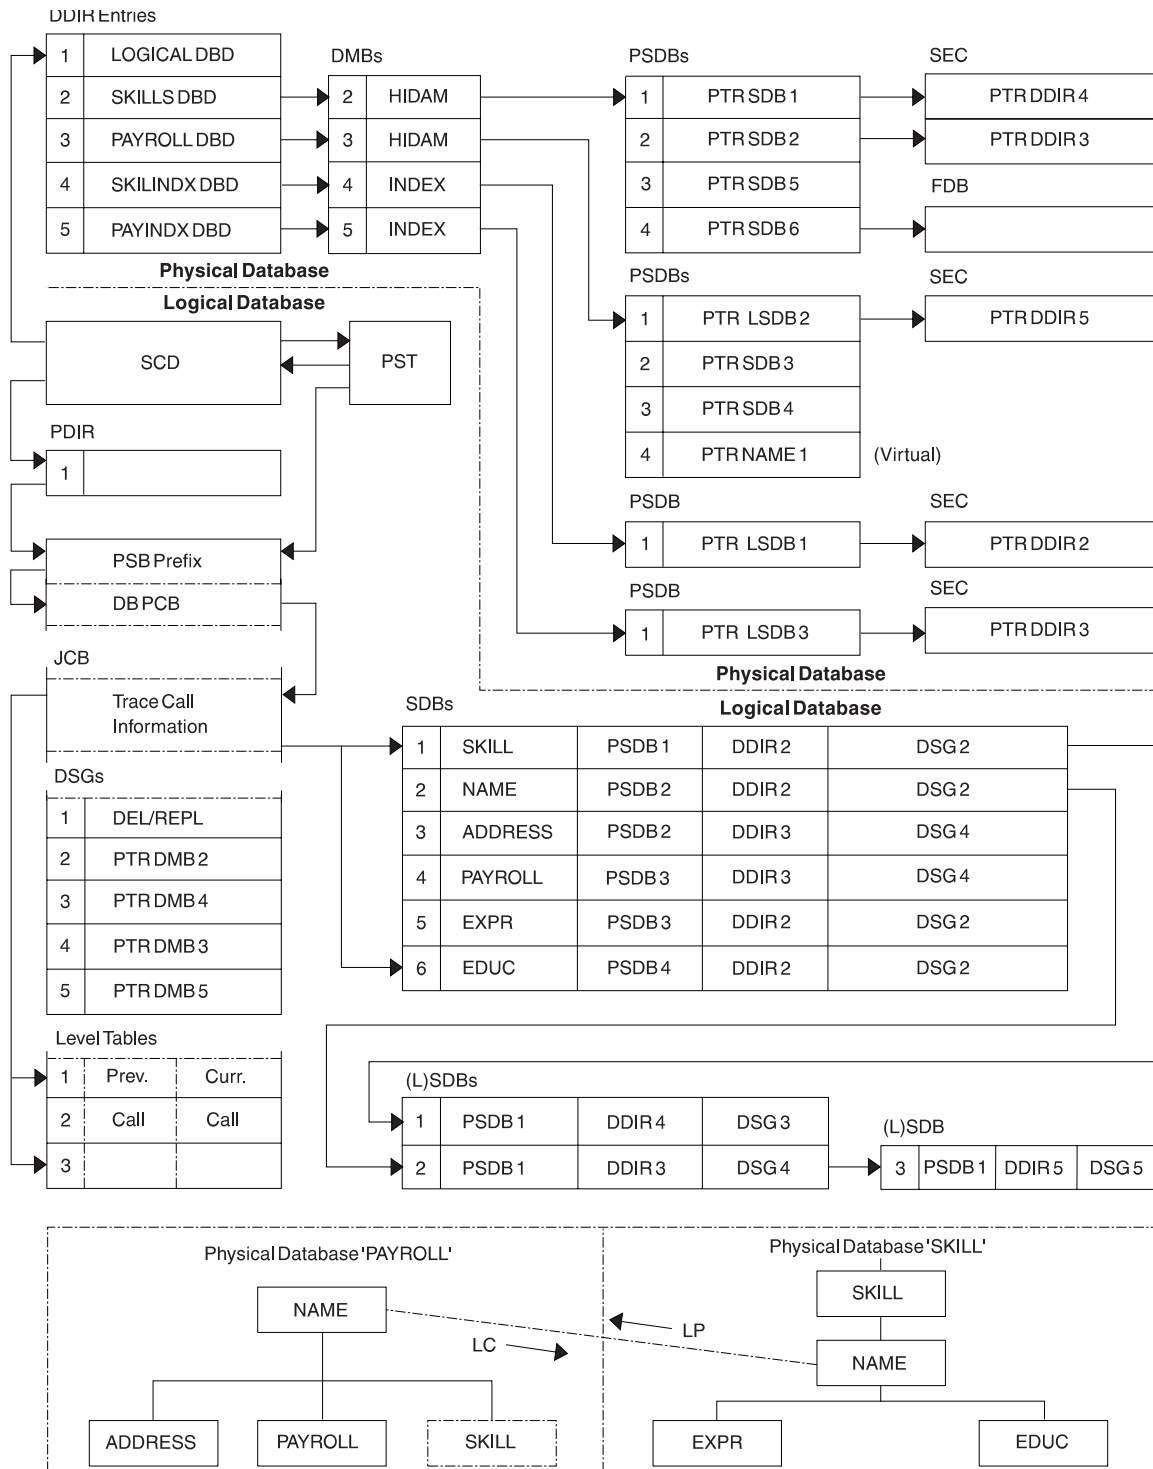 DDIR Entries
1 LOGICAL DBD
2 SKILLS DBD
3 PAYROLL DBD
4 SKILINDX DBD
5 PAYINDX DBD
DMBs
2 HIDAM
3 HIDAM
4 INDEX
5 INDEX
PSDBs
1 PTR SDB 1
2 PTR SDB 2
3 PTR SDB 5
4 PTR SDB 6
SEC
PTR DDIR 4
PTR DDIR 3
FDB
Physical Database
Logical Database
SCD
PST
PDIR
1
PSB Prefix
DB PCB
PSDBs
1 PTR LSDB 2
2 PTR SDB 3
3 PTR SDB 4
4 PTR NAME 1
(Virtual)
SEC
PTR DDIR 5
PSDB
1 PTR LSDB 1
SEC
PTR DDIR 2
PSDB
1 PTR LSDB 3
SEC
PTR DDIR 3
Physical Database
Logical Database
JCB
Trace Call
Information
DSGs
1 DEL/REPL
2 PTR DMB 2
3 PTR DMB 4
4 PTR DMB 3
5 PTR DMB 5
SDBs
1 SKILL PSDB 1 DDIR 2 DSG 2
2 NAME PSDB 2 DDIR 2 DSG 2
3 ADDRESS PSDB 2 DDIR 3 DSG 4
4 PAYROLL PSDB 3 DDIR 3 DSG 4
5 EXPR PSDB 3 DDIR 2 DSG 2
6 EDUC PSDB 4 DDIR 2 DSG 2
Level Tables
1 Prev. Curr.
2 Call Call
3
(L)SDBs
1 PSDB 1 DDIR 4 DSG 3
2 PSDB 1 DDIR 3 DSG 4
(L)SDB
3 PSDB 1 DDIR 5 DSG 5
Physical Database 'PAYROLL'
NAME
LC
ADDRESS PAYROLL SKILL
Physical Database 'SKILL'
SKILL
LP
NAME
EXPR EDUC